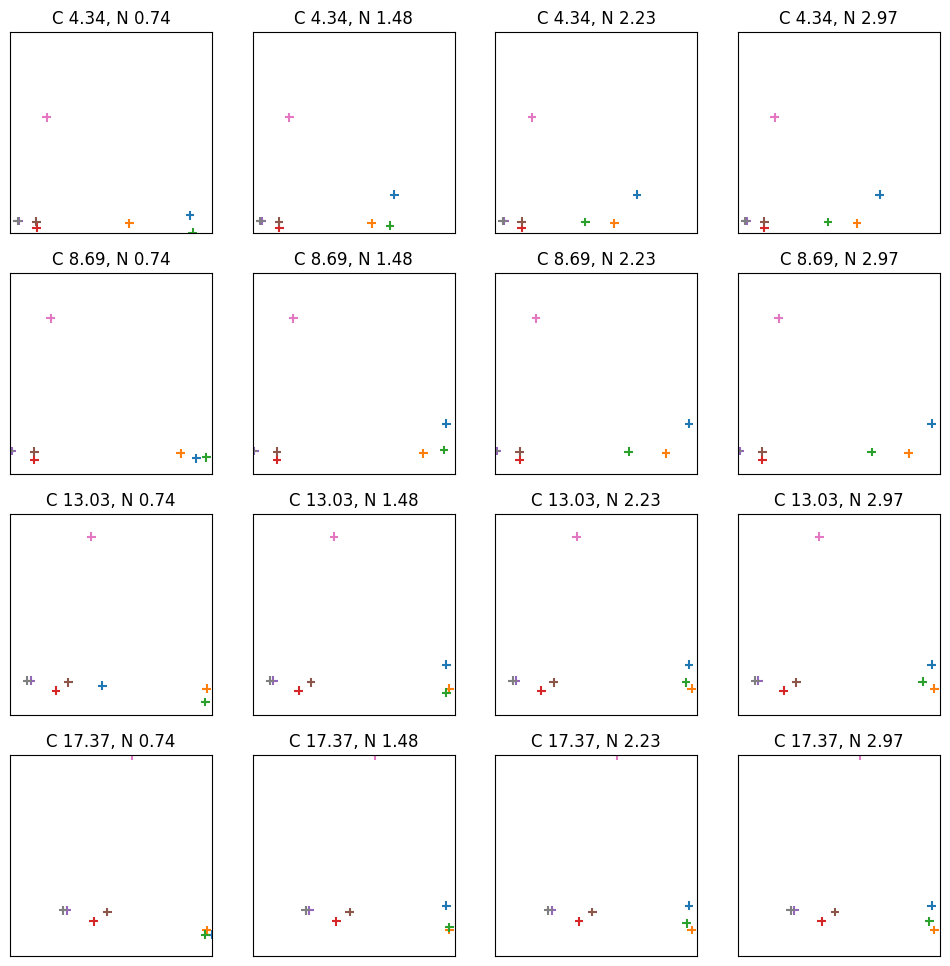 C 4.34, N 0.74
C 4.34, N 1.48
C 4.34, N 2.23
C 4.34, N 2.97
C 8.69, N 0.74
C 8.69, N 1.48
C 8.69, N 2.23
C 8.69, N 2.97
C 13.03, N 0.74
C 13.03, N 1.48
C 13.03, N 2.23
C 13.03, N 2.97
C 17.37, N 0.74
C 17.37, N 1.48
C 17.37, N 2.23
C 17.37, N 2.97